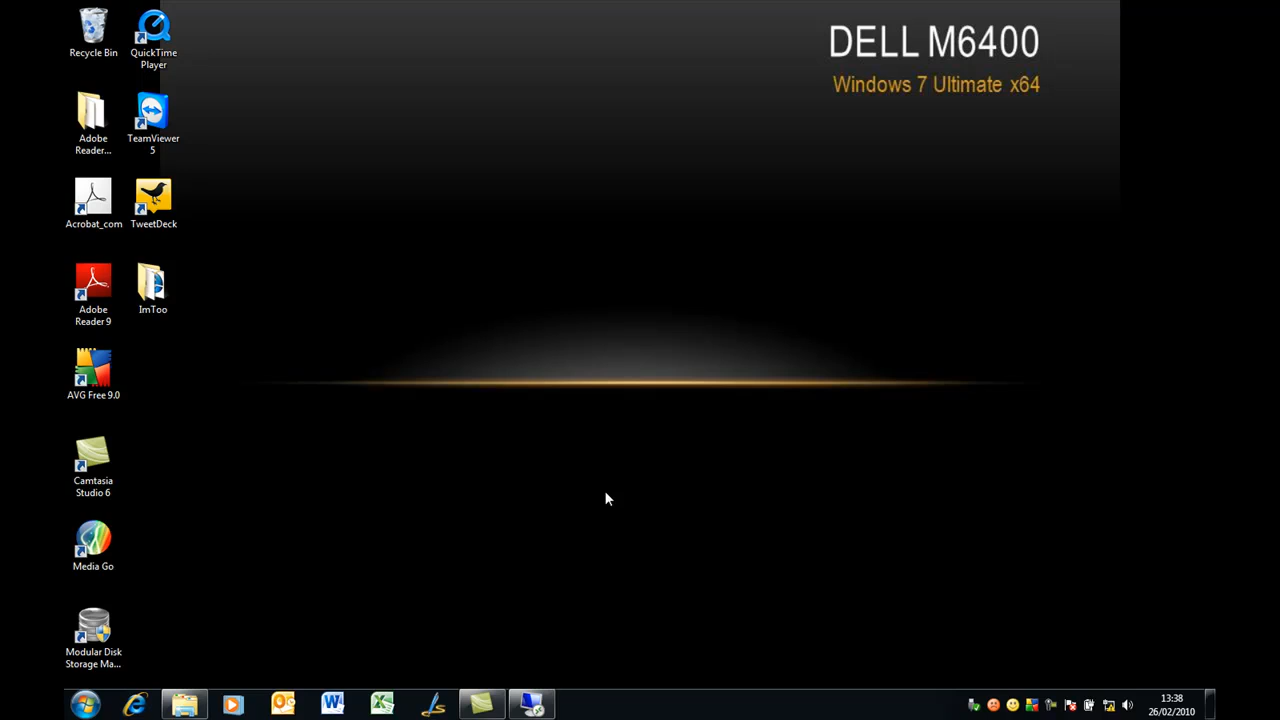 DELL M6400
Windows 7 Ultimate x64
Recycle Bin
QuickTime
Player
Adobe
Reader...
TeamViewer
5
Acrobat_com
TweetDeck
Adobe
Reader 9
ImToo
AVG Free 9.0
Camtasia
Studio 6
Media Go
Modular Disk
Storage Ma...
13:38
26/02/2010